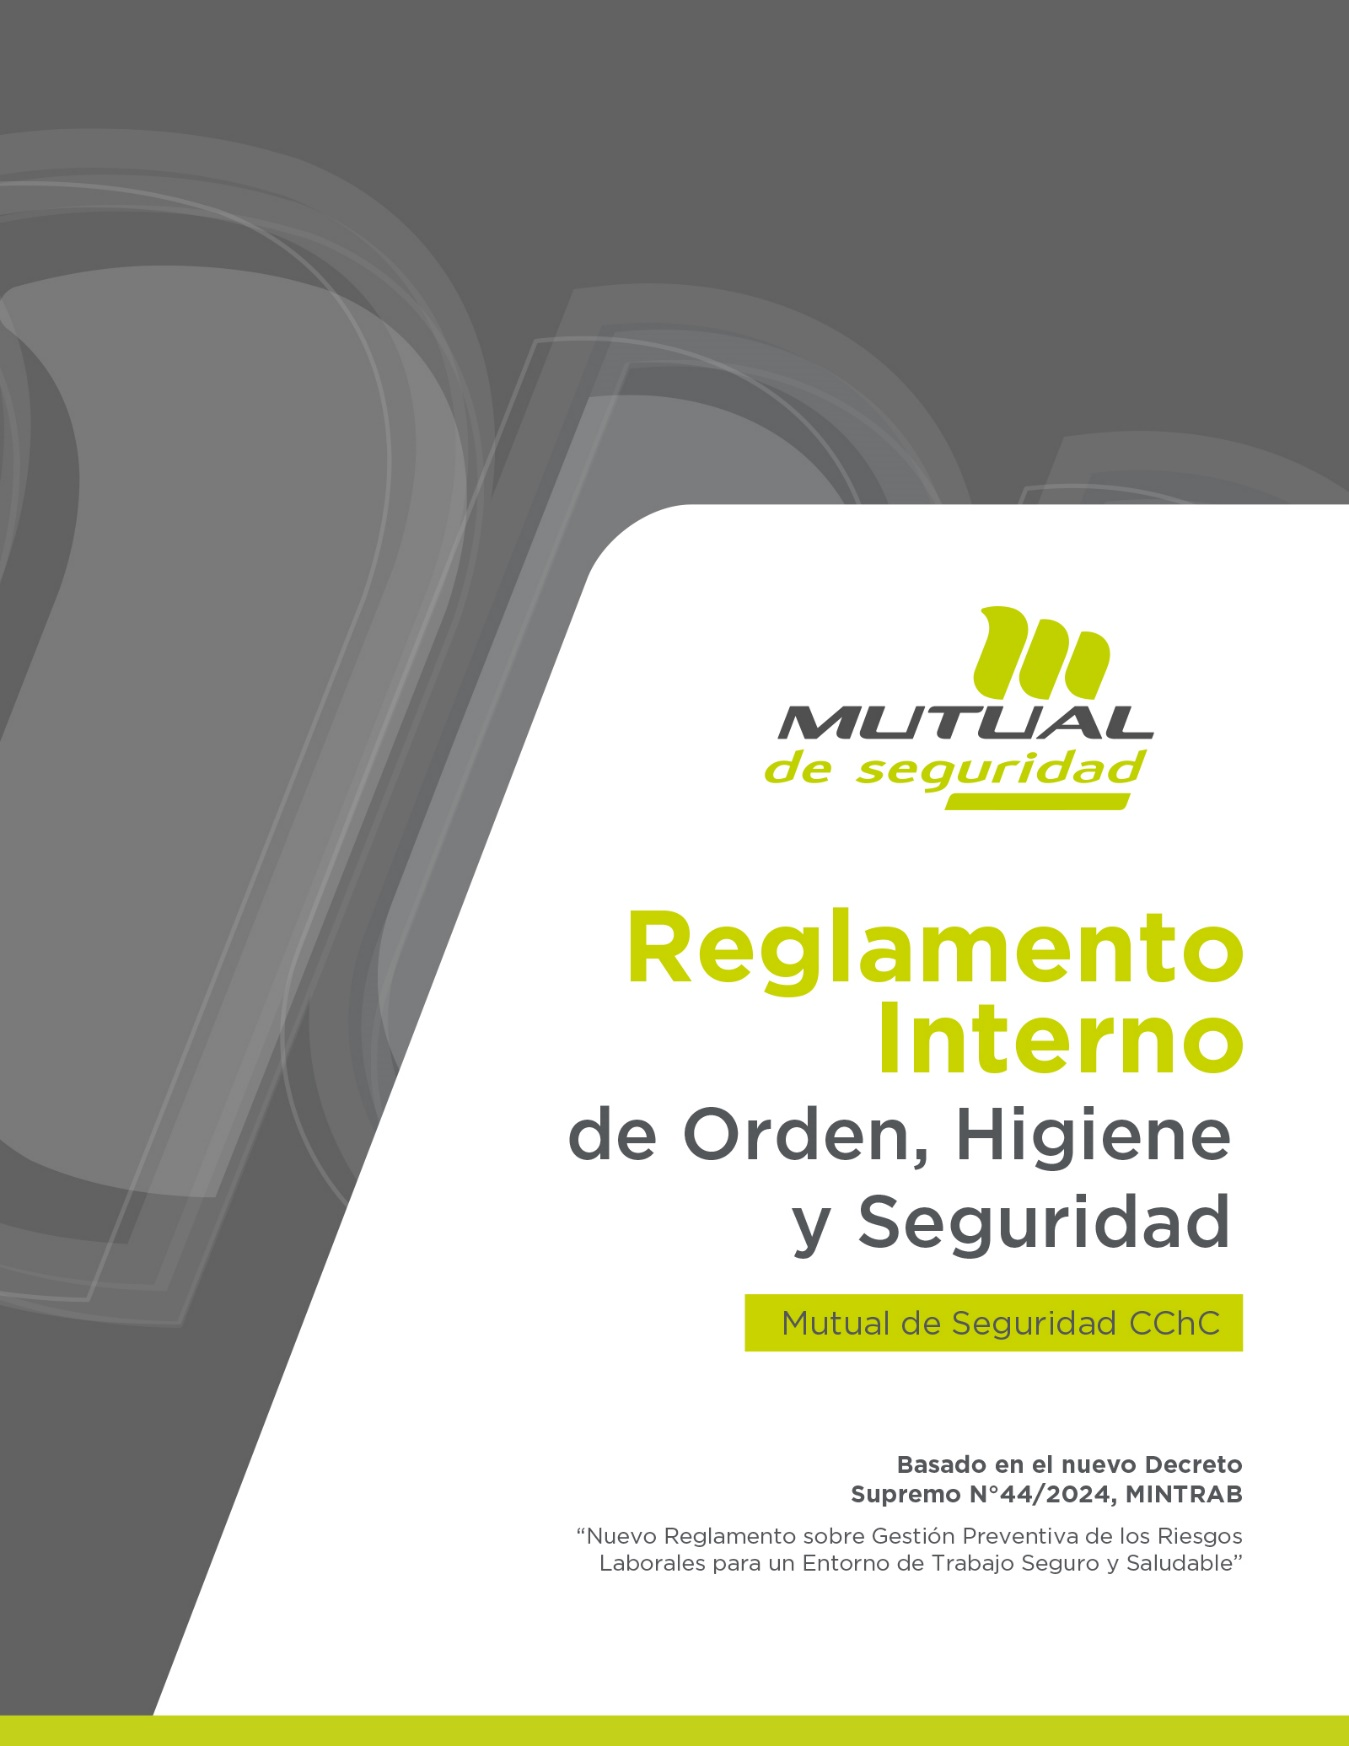 MUTUAL
de seguridad
Reglamento
Interno
de Orden, Higiene
y Seguridad
Mutual de Seguridad CChC
Basado en el nuevo Decreto
Supremo N°44/2024, MINTRAB
“Nuevo Reglamento sobre Gestión Preventiva de los Riesgos
Laborales para un Entorno de Trabajo Seguro y Saludable”